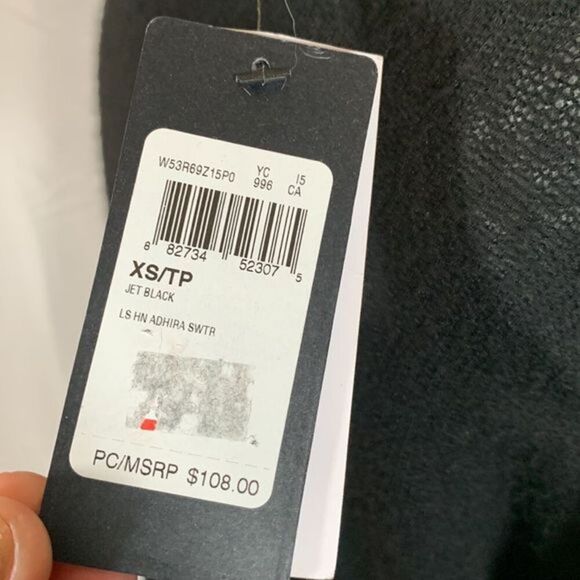 W53R69Z15P0 YC I5
996 CA
8 82734 52307 5
XS/TP
JET BLACK
LS HN ADHIRA SWTR
PC/MSRP $108.00